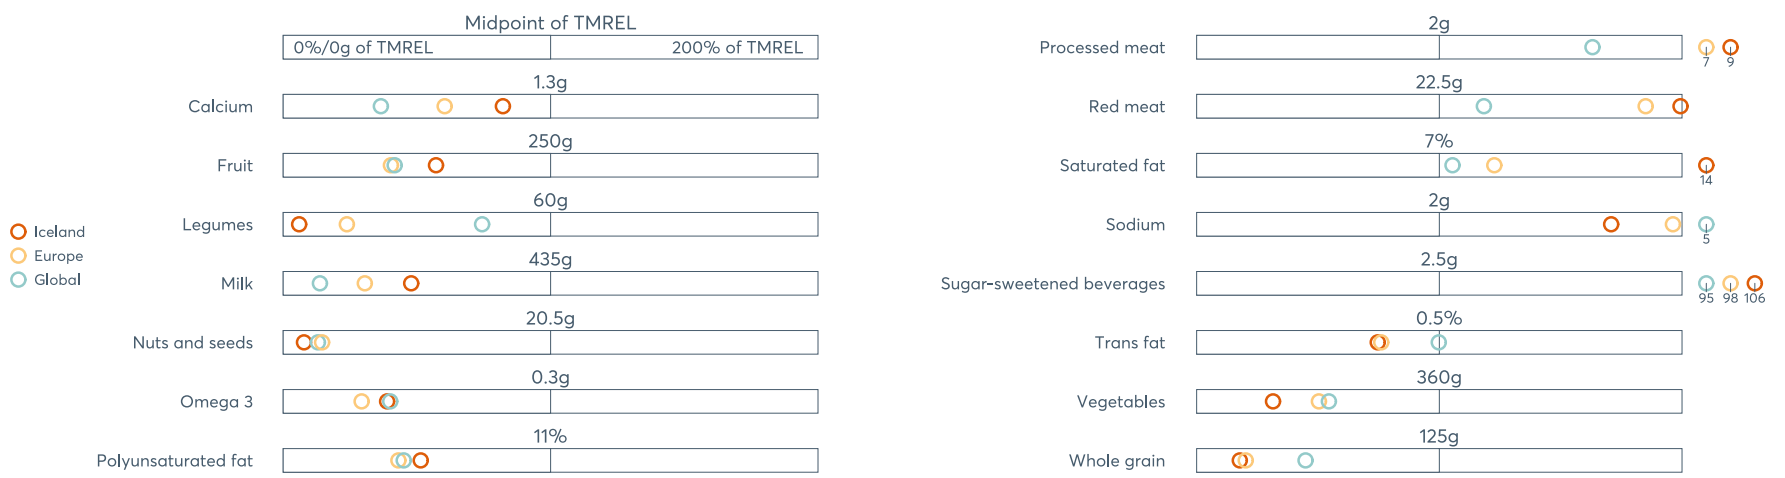 Midpoint of TMREL
0%/0g of TMREL
200% of TMREL
1.3g
Calcium
250g
Fruit
60g
Legumes
435g
Milk
20.5g
Nuts and seeds
0.3g
Omega 3
11%
Polyunsaturated fat
Iceland
Europe
Global
2g
Processed meat
7
9
22.5g
Red meat
7%
Saturated fat
14
2g
Sodium
5
2.5g
Sugar-sweetened beverages
95
98
106
0.5%
Trans fat
360g
Vegetables
125g
Whole grain